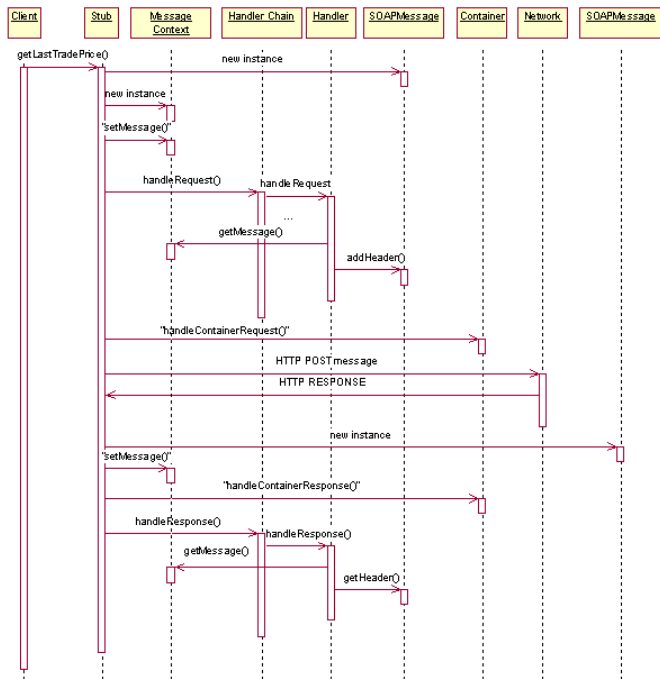 Client
Stub
Message
Context
Handler Chain
Handler
SOAPMessage
Container
Network
SOAPMessage
getLastTradePrice()
new instance
new instance
"setMessage()"
handleRequest()
handleRequest
...
getMessage()
addHeader()
"handleContainerRequest()"
HTTP POST message
HTTP RESPONSE
new instance
"setMessage()"
"handleContainerResponse()"
handleResponse()
handleResponse()
getMessage()
getHeader()